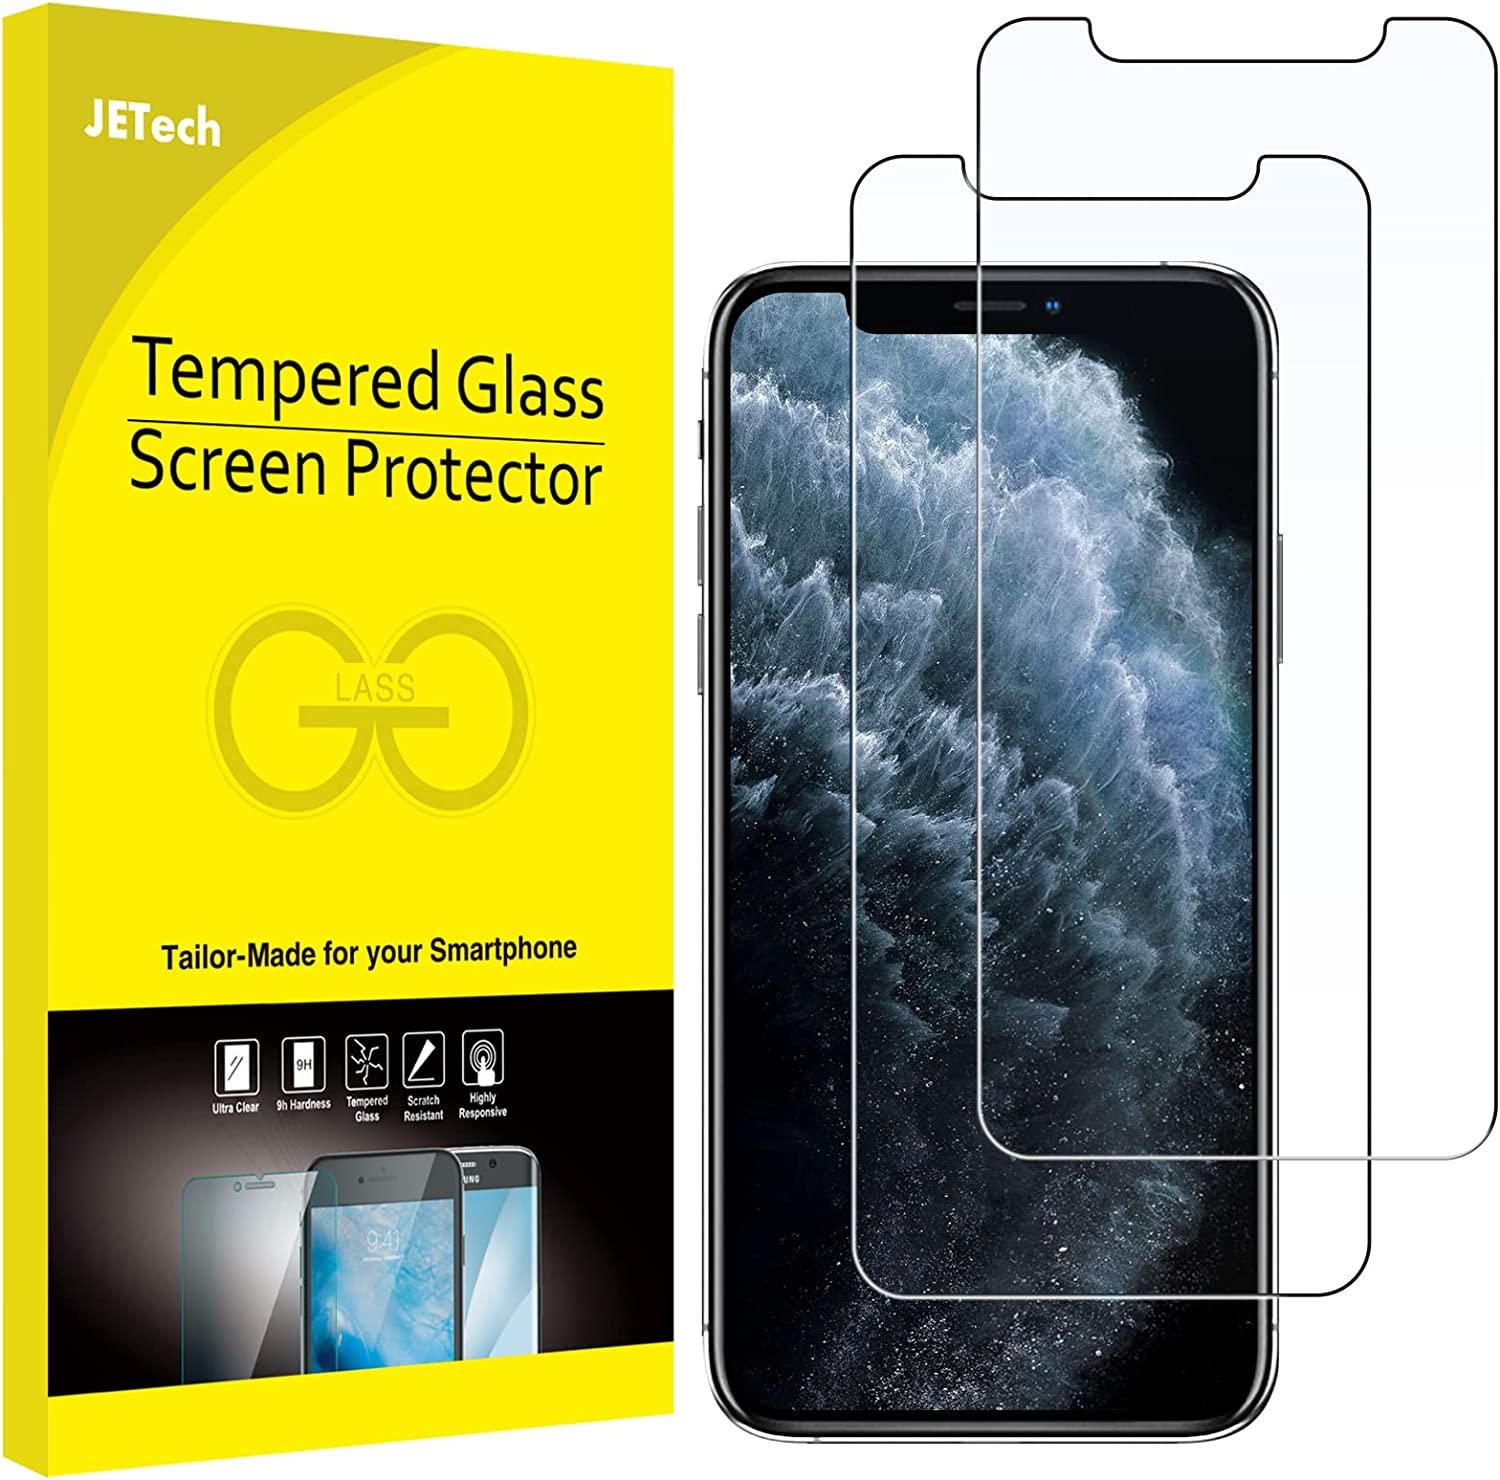 JETech
Tempered Glass
Screen Protector
LASS
Tailor-Made for your Smartphone
9H
Ultra Clear
9h Hardness
Tempered
Glass
Scratch
Resistant
Highly
Responsive
9:41
UNG